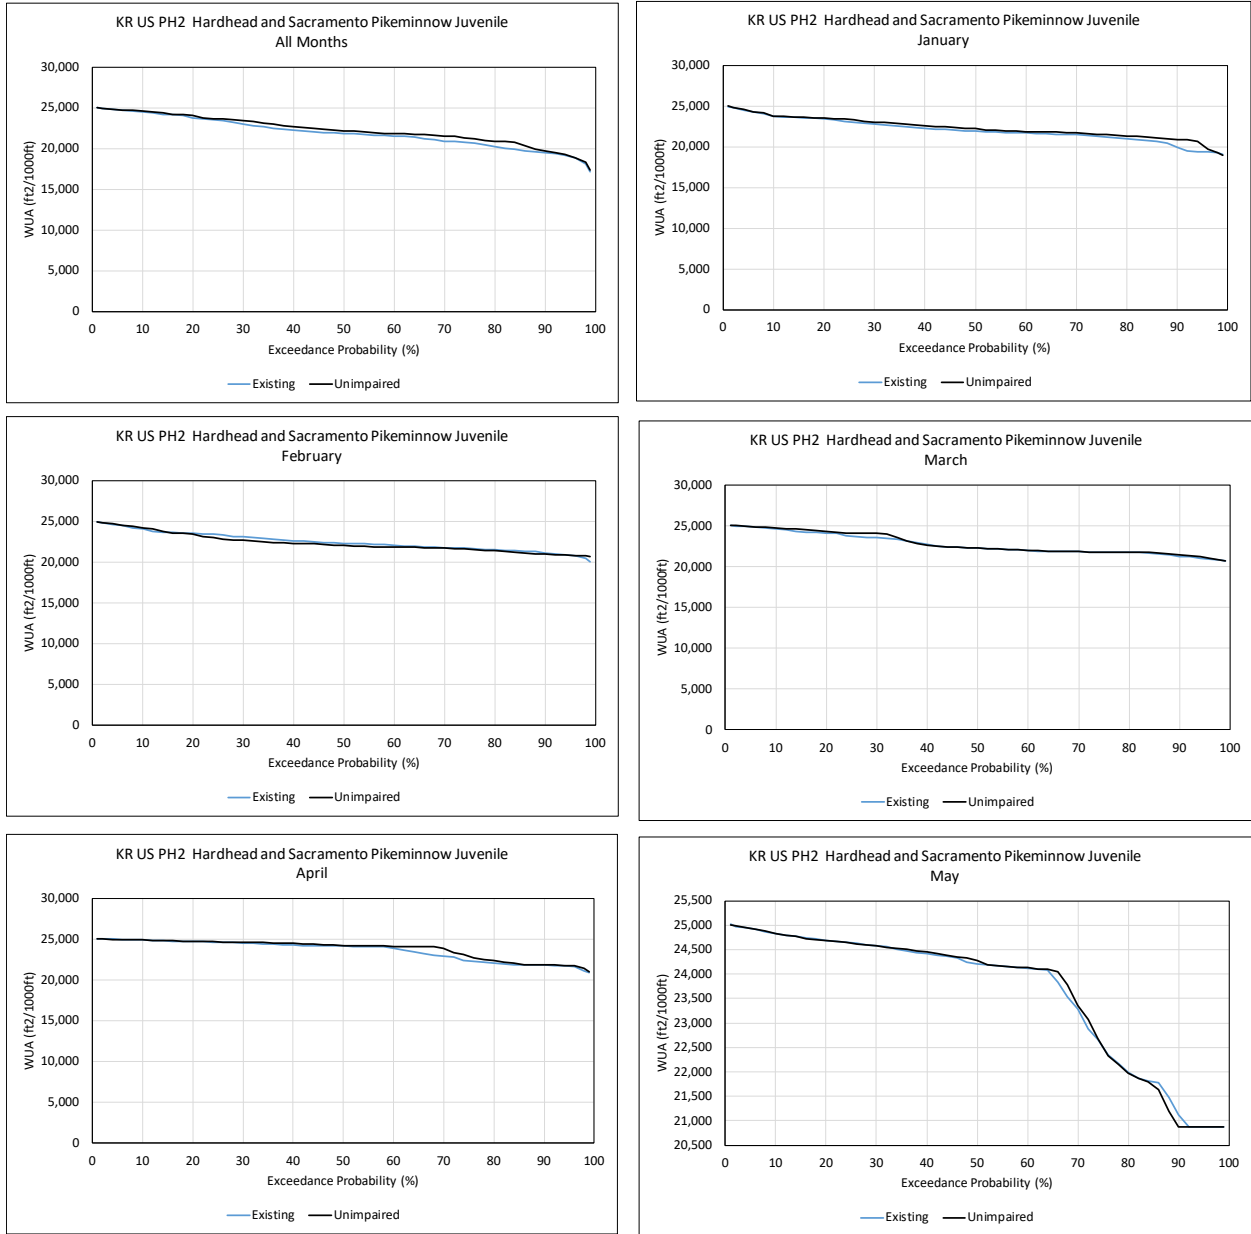 KR US PH2  Hardhead and Sacramento Pikeminnow Juvenile
All Months
30,000
25,000
20,000
15,000
10,000
5,000
0
WUA (ft2/1000ft)
0 10 20 30 40 50 60 70 80 90 100
Exceedance Probability (%)
Existing Unimpaired
KR US PH2  Hardhead and Sacramento Pikeminnow Juvenile
January
30,000
25,000
20,000
15,000
10,000
5,000
0
WUA (ft2/1000ft)
0 10 20 30 40 50 60 70 80 90 100
Exceedance Probability (%)
Existing Unimpaired
KR US PH2  Hardhead and Sacramento Pikeminnow Juvenile
February
30,000
25,000
20,000
15,000
10,000
5,000
0
WUA (ft2/1000ft)
0 10 20 30 40 50 60 70 80 90 100
Exceedance Probability (%)
Existing Unimpaired
KR US PH2  Hardhead and Sacramento Pikeminnow Juvenile
March
30,000
25,000
20,000
15,000
10,000
5,000
0
WUA (ft2/1000ft)
0 10 20 30 40 50 60 70 80 90 100
Exceedance Probability (%)
Existing Unimpaired
KR US PH2  Hardhead and Sacramento Pikeminnow Juvenile
April
30,000
25,000
20,000
15,000
10,000
5,000
0
WUA (ft2/1000ft)
0 10 20 30 40 50 60 70 80 90 100
Exceedance Probability (%)
Existing Unimpaired
KR US PH2  Hardhead and Sacramento Pikeminnow Juvenile
May
25,500
25,000
24,500
24,000
23,500
23,000
22,500
22,000
21,500
21,000
20,500
WUA (ft2/1000ft)
0 10 20 30 40 50 60 70 80 90 100
Exceedance Probability (%)
Existing Unimpaired